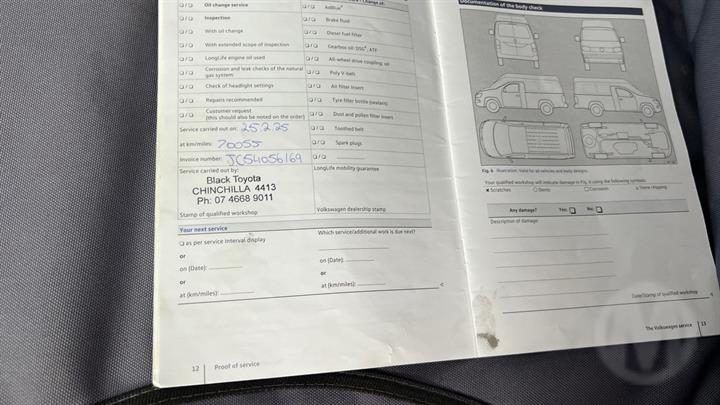 Change of:
❑/❑ Oil change service ❑/❑ AdBlue®
❑/❑ Inspection ❑/❑ Brake fluid
❑/❑ With oil change ❑/❑ Diesel fuel filter
❑/❑ With extended scope of inspection ❑/❑ Gearbox oil: DSG®, ATF
❑/❑ LongLife engine oil used ❑/❑ All-wheel drive coupling: oil
❑/❑ Corrosion and leak checks of the natural gas system ❑/❑ Poly V-belt
❑/❑ Check of headlight settings ❑/❑ Air filter insert
❑/❑ Repairs recommended ❑/❑ Tyre filler bottle (sealant)
❑/❑ Customer request
(this should also be noted on the order) ❑/❑ Dust and pollen filter insert
Service carried out on: 25.2.25 ❑/❑ Toothed belt
at km/miles: 70055 ❑/❑ Spark plugs
Invoice number: JCS4056169 ❑/❑
Service carried out by: LongLife mobility guarantee
Black Toyota
CHINCHILLA 4413
Ph: 07 4668 9011
Stamp of qualified workshop Volkswagen dealership stamp
Your next service
❑ as per service interval display Which service/additional work is due next?
or
on (Date): on (Date):
or or
at (km/miles): at (km/miles):
12 Proof of service
Documentation of the body check
Fig. 6 Illustration: Valid for all vehicles and body designs.
Your qualified workshop will indicate damage in Fig. 6 using the following symbols:
× Scratches ○ Dents □ Corrosion △ Stone chipping
Any damage? Yes: ❑ No: ❑
Description of damage:
Date/Stamp of qualified workshop
The Volkswagen service 13